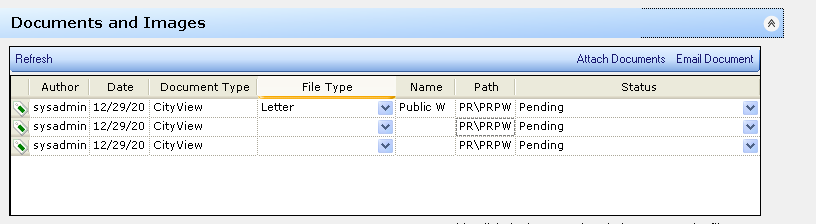 Documents and Images
Refresh Attach Documents Email Document
Author Date Document Type File Type Name Path Status
sysadmin 12/29/20 CityView Letter Public W PR\PRPW Pending
sysadmin 12/29/20 CityView PR\PRPW Pending
sysadmin 12/29/20 CityView PR\PRPW Pending